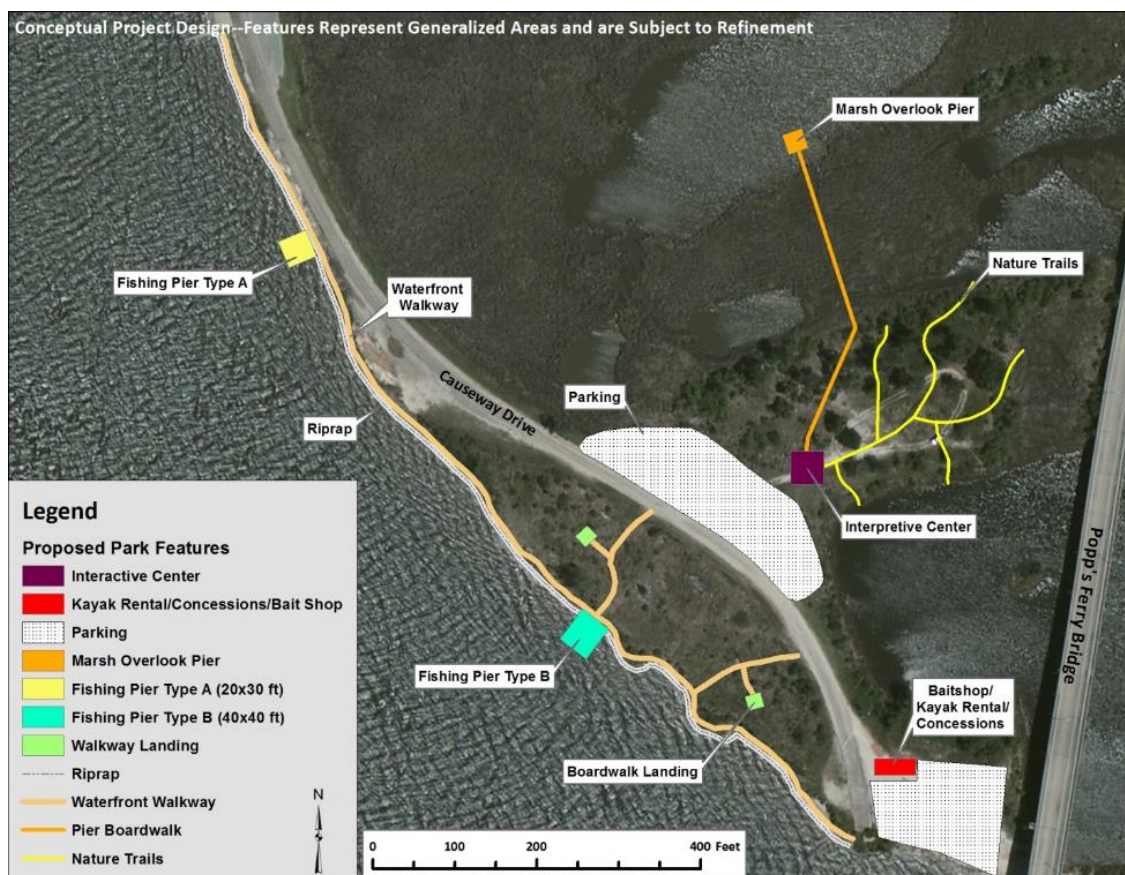 Conceptual Project Design--Features Represent Generalized Areas and are Subject to Refinement
Marsh Overlook Pier
Nature Trails
Fishing Pier Type A
Waterfront
Walkway
Causeway Drive
Parking
Riprap
Interpretive Center
Popp's Ferry Bridge
Fishing Pier Type B
Baitshop/
Kayak Rental/
Concessions
Boardwalk Landing
Legend
Proposed Park Features
Interactive Center
Kayak Rental/Concessions/Bait Shop
Parking
Marsh Overlook Pier
Fishing Pier Type A (20x30 ft)
Fishing Pier Type B (40x40 ft)
Walkway Landing
Riprap
Waterfront Walkway
Pier Boardwalk
Nature Trails
N
0 100 200 400 Feet